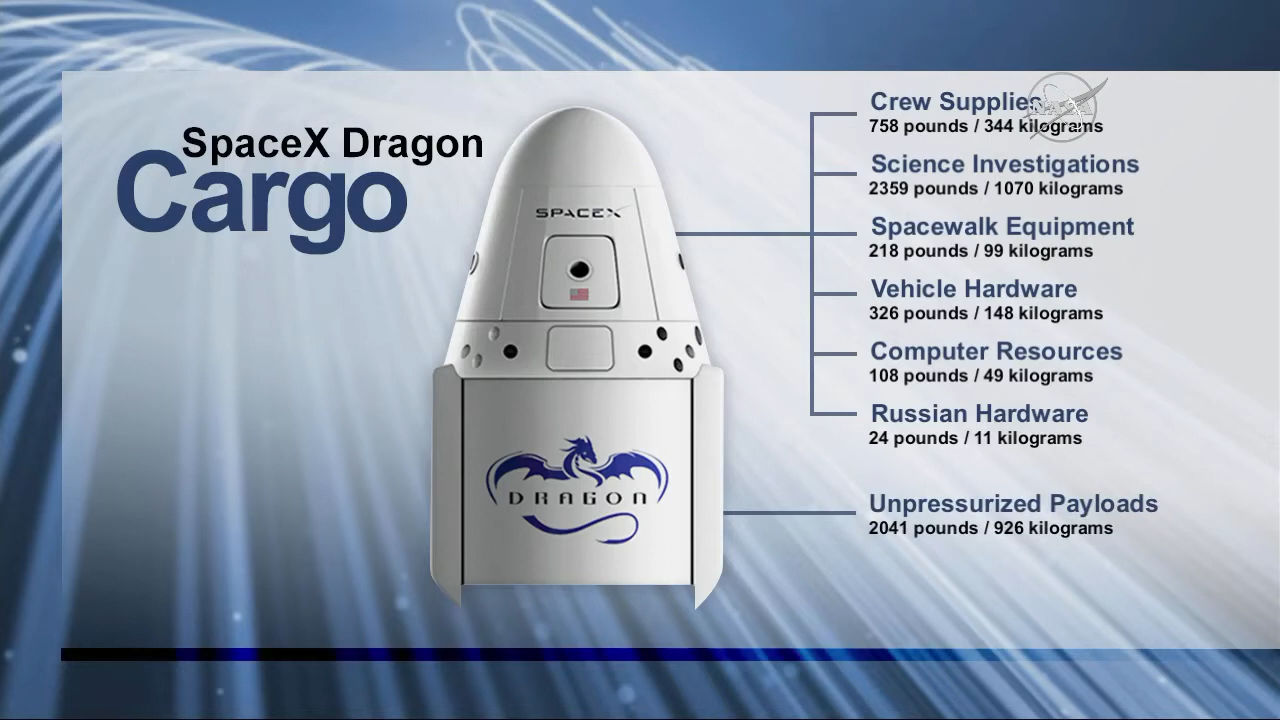 SpaceX Dragon
Cargo
SPACEX
DRAGON
Crew Supplies
758 pounds / 344 kilograms
NASA
Science Investigations
2359 pounds / 1070 kilograms
Spacewalk Equipment
218 pounds / 99 kilograms
Vehicle Hardware
326 pounds / 148 kilograms
Computer Resources
108 pounds / 49 kilograms
Russian Hardware
24 pounds / 11 kilograms
Unpressurized Payloads
2041 pounds / 926 kilograms